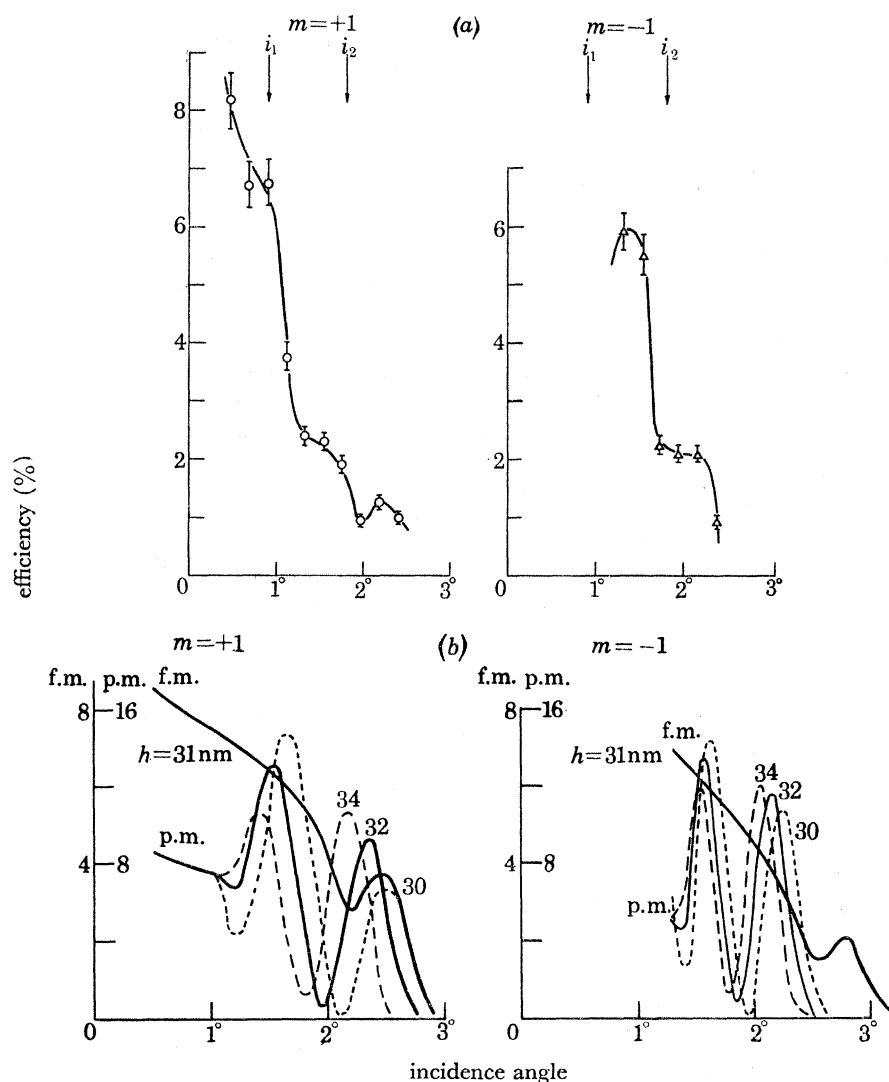 m=+1 (a) m=−1
i₁ i₂ i₁ i₂
8
6 6
4 4
2 2
0 1° 2° 3° 0 1° 2° 3°
efficiency (%)
m=+1 (b) m=−1
f.m. p.m. f.m. f.m. p.m.
8 16 8 16
f.m.
h=31nm h=31nm
34 34
32 32
30 30
4 8 4 8
p.m. p.m.
0 1° 2° 3° 0 1° 2° 3°
incidence angle